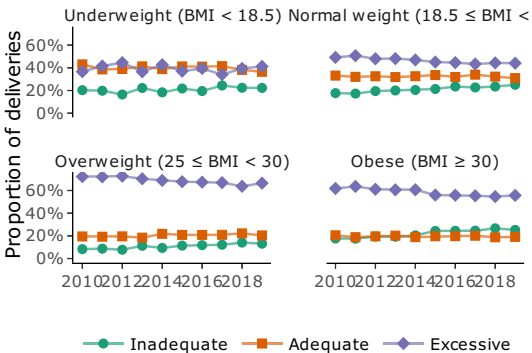 Underweight (BMI < 18.5) Normal weight (18.5 ≤ BMI <
Proportion of deliveries
60%
40%
20%
0%
Overweight (25 ≤ BMI < 30) Obese (BMI ≥ 30)
60%
40%
20%
0%
2010 2012 2014 2016 2018 2010 2012 2014 2016 2018
Inadequate Adequate Excessive